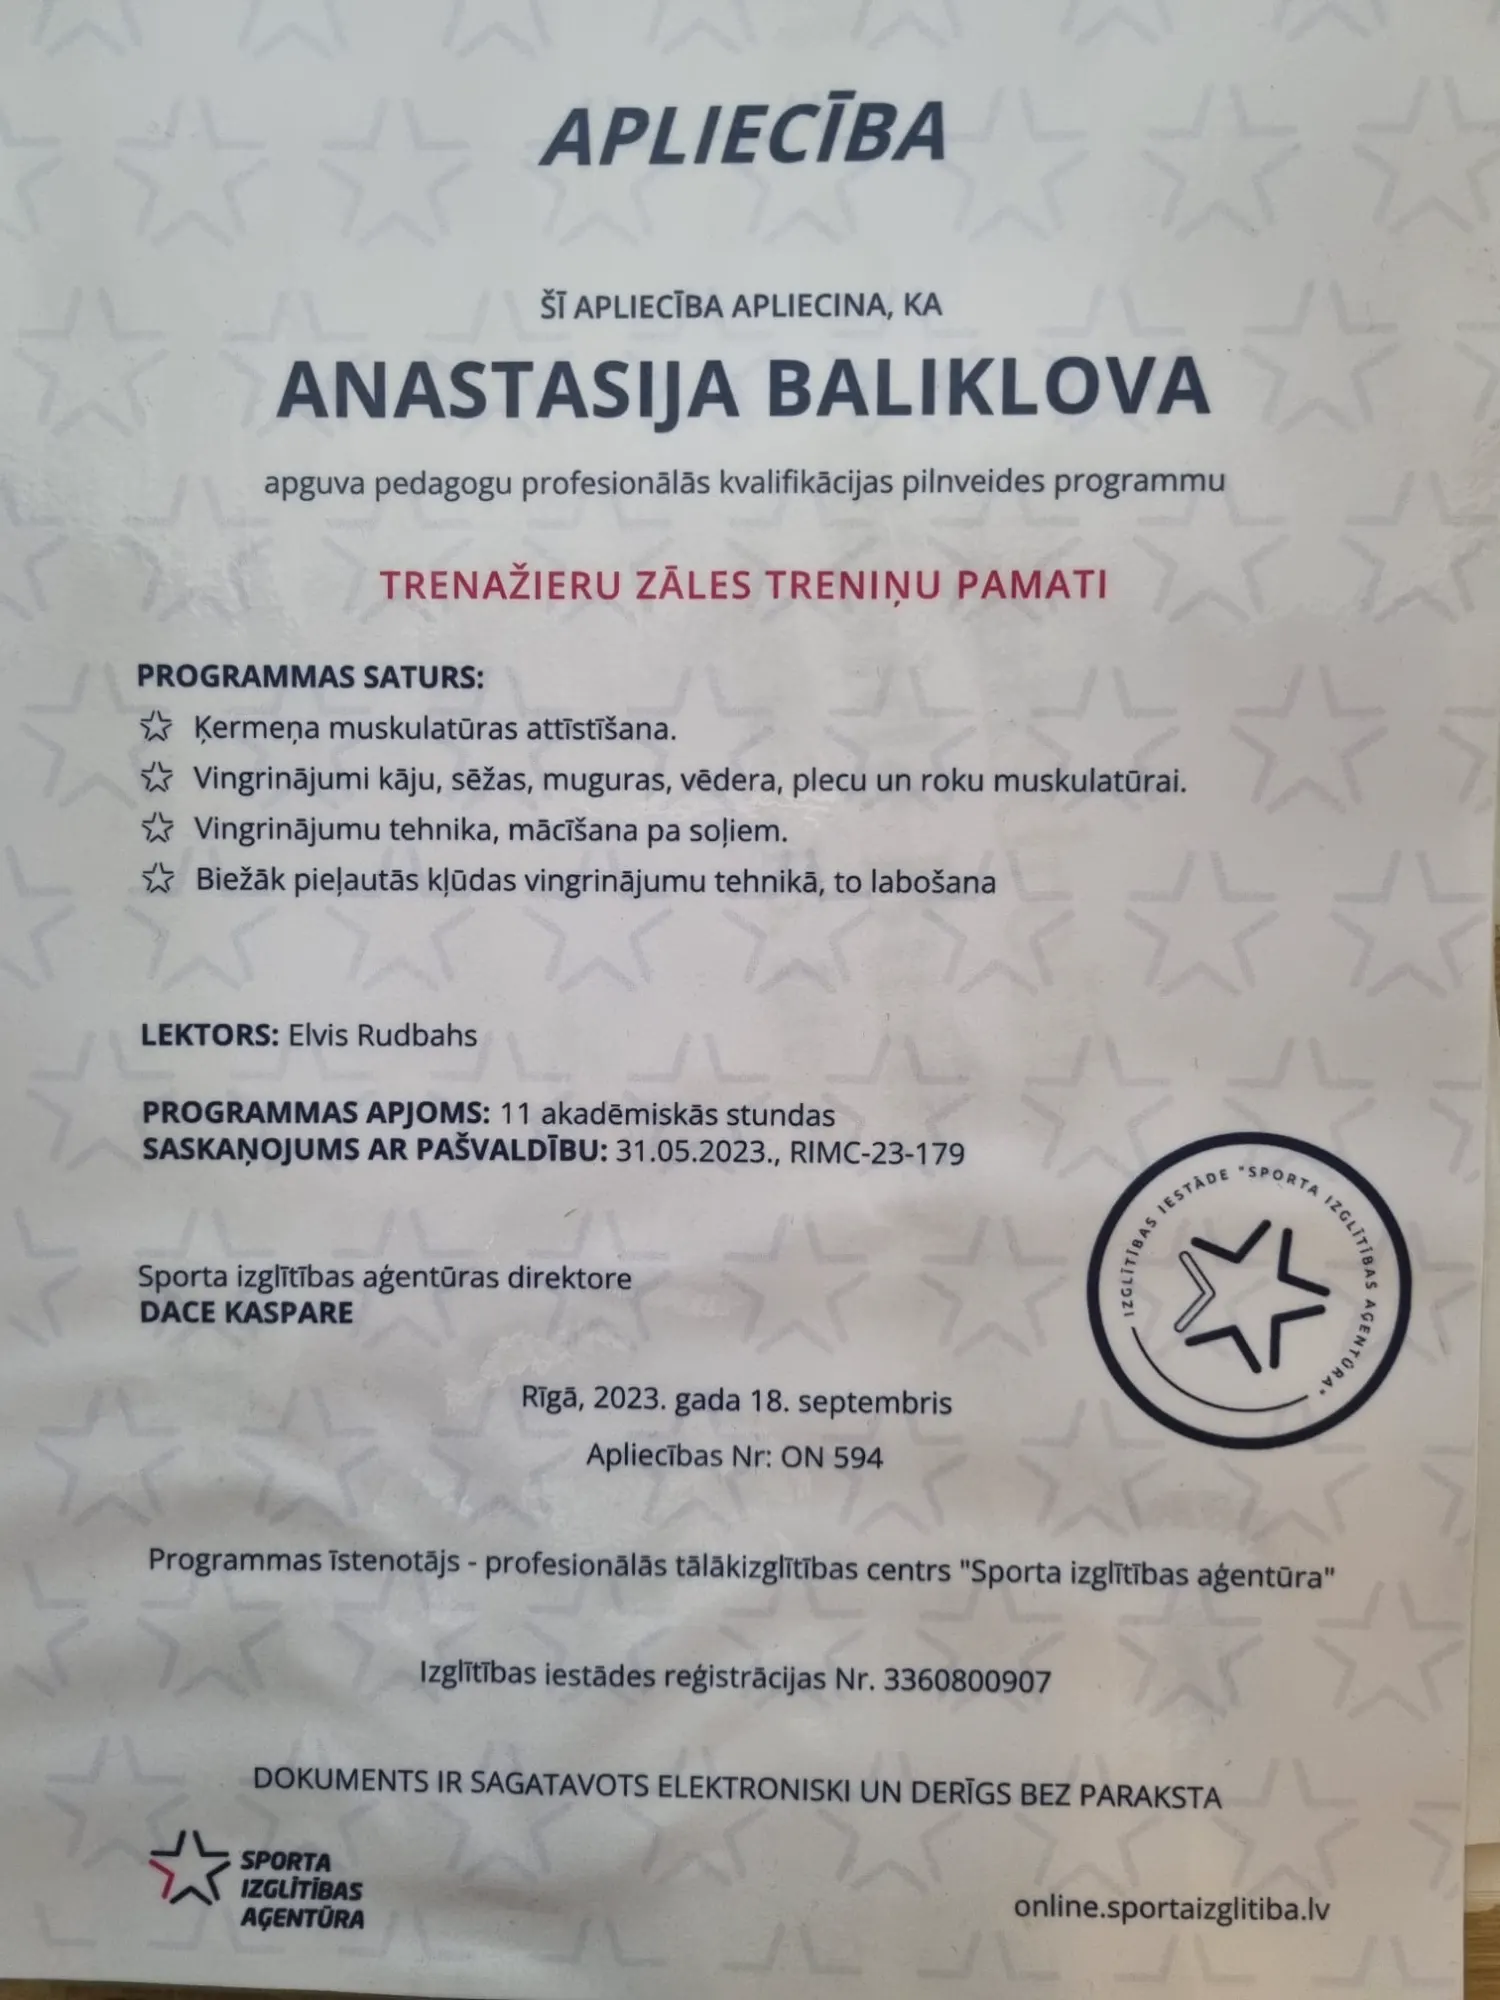 APLIECĪBA
ŠĪ APLIECĪBA APLIECINA, KA
ANASTASIJA BALIKLOVA
apguva pedagogu profesionālās kvalifikācijas pilnveides programmu
TRENAŽIERU ZĀLES TRENIŅU PAMATI
PROGRAMMAS SATURS:
Ķermeņa muskulatūras attīstīšana.
Vingrinājumi kāju, sēžas, muguras, vēdera, plecu un roku muskulatūrai.
Vingrinājumu tehnika, mācīšana pa soļiem.
Biežāk pieļautās kļūdas vingrinājumu tehnikā, to labošana
LEKTORS: Elvis Rudbahs
PROGRAMMAS APJOMS: 11 akadēmiskās stundas
SASKAŅOJUMS AR PAŠVALDĪBU: 31.05.2023., RIMC-23-179
IZGLĪTĪBAS IESTĀDE "SPORTA IZGLĪTĪBAS AĢENTŪRA"
Sporta izglītības aģentūras direktore
DACE KASPARE
Rīgā, 2023. gada 18. septembris
Apliecības Nr: ON 594
Programmas īstenotājs - profesionālās tālākizglītības centrs "Sporta izglītības aģentūra"
Izglītības iestādes reģistrācijas Nr. 3360800907
DOKUMENTS IR SAGATAVOTS ELEKTRONISKI UN DERĪGS BEZ PARAKSTA
SPORTA
IZGLĪTĪBAS
AĢENTŪRA
online.sportaizglitiba.lv